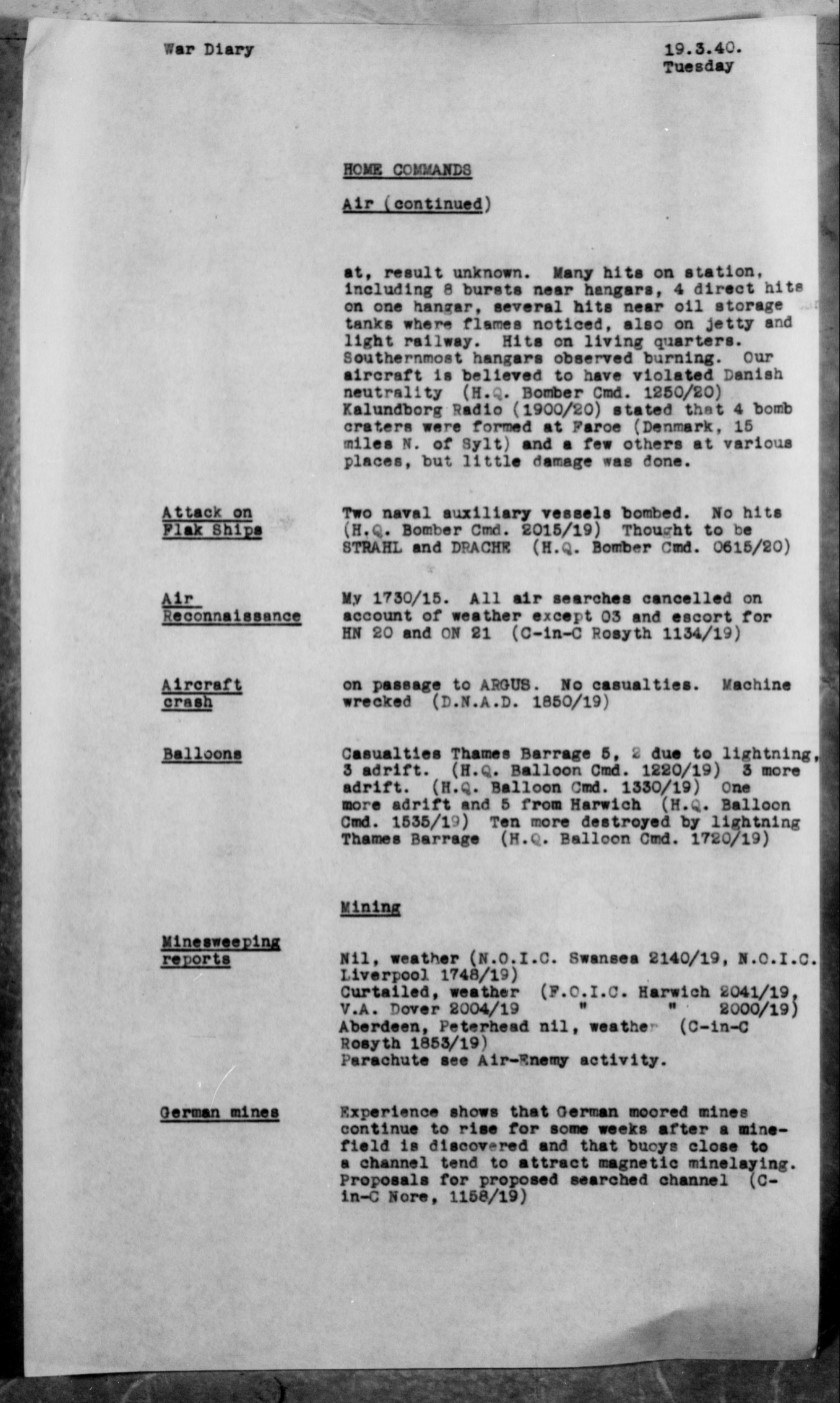 War Diary
19.3.40.
Tuesday
HOME COMMANDS
Air (continued)
at, result unknown. Many hits on station,
including 8 bursts near hangars, 4 direct hits
on one hangar, several hits near oil storage
tanks where flames noticed, also on jetty and
light railway. Hits on living quarters.
Southernmost hangars observed burning. Our
aircraft is believed to have violated Danish
neutrality (H.Q. Bomber Cmd. 1250/20)
Kalundborg Radio (1900/20) stated that 4 bomb
craters were formed at Faroe (Denmark, 15
miles N. of Sylt) and a few others at various
places, but little damage was done.
Attack on
Flak Ships
Two naval auxiliary vessels bombed. No hits
(H.Q. Bomber Cmd. 2015/19) Thought to be
STRAHL and DRACHE (H.Q. Bomber Cmd. 0615/20)
Air
Reconnaissance
My 1730/15. All air searches cancelled on
account of weather except 03 and escort for
HN 20 and ON 21 (C-in-C Rosyth 1134/19)
Aircraft
crash
on passage to ARGUS. No casualties. Machine
wrecked (D.N.A.D. 1850/19)
Balloons
Casualties Thames Barrage 5, 2 due to lightning,
3 adrift. (H.Q. Balloon Cmd. 1220/19) 3 more
adrift. (H.Q. Balloon Cmd. 1330/19) One
more adrift and 5 from Harwich (H.Q. Balloon
Cmd. 1535/19) Ten more destroyed by lightning
Thames Barrage (H.Q. Balloon Cmd. 1720/19)
Mining
Minesweeping
reports
Nil, weather (N.O.I.C. Swansea 2140/19, N.O.I.C.
Liverpool 1748/19)
Curtailed, weather (F.O.I.C. Harwich 2041/19,
V.A. Dover 2004/19 " " 2000/19)
Aberdeen, Peterhead nil, weather (C-in-C
Rosyth 1853/19)
Parachute see Air-Enemy activity.
German mines
Experience shows that German moored mines
continue to rise for some weeks after a mine-
field is discovered and that buoys close to
a channel tend to attract magnetic minelaying.
Proposals for proposed searched channel (C-
in-C Nore, 1158/19)